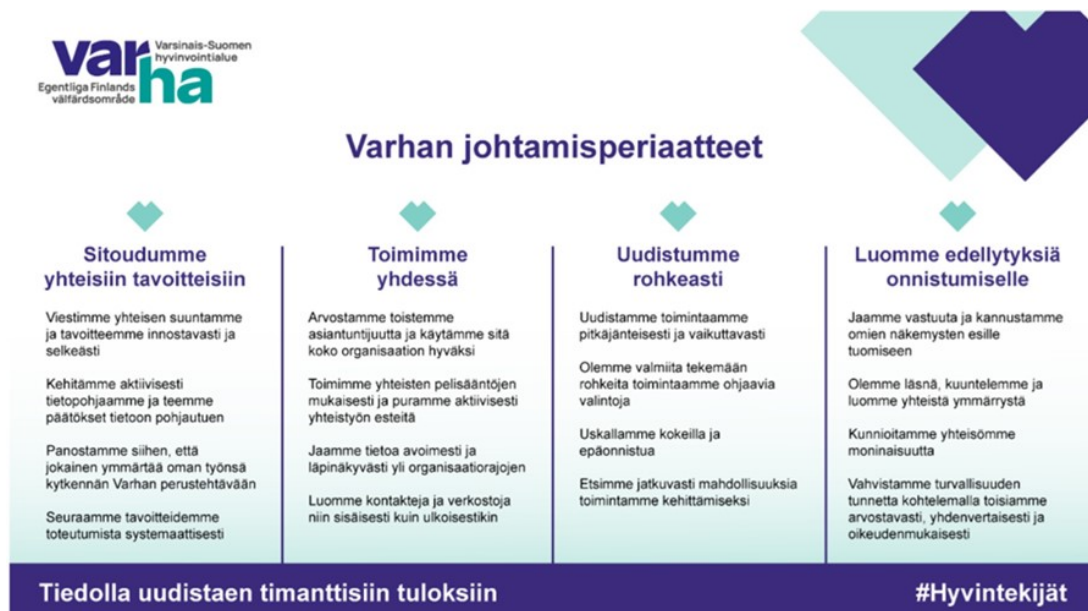 varha
Varsinais-Suomen
hyvinvointialue
Egentliga Finlands
välfärdsområde
Varhan johtamisperiaatteet
Sitoudumme
yhteisiin tavoitteisiin
Viestimme yhteisen suuntamme
ja tavoitteemme innostavasti ja
selkeästi
Kehitämme aktiivisesti
tietopohjaamme ja teemme
päätökset tietoon pohjautuen
Panostamme siihen, että
jokainen ymmärtää oman työnsä
kytkennän Varhan perustehtävään
Seuraamme tavoitteidemme
toteutumista systemaattisesti
Toimimme
yhdessä
Arvostamme toistemme
asiantuntijuutta ja käytämme sitä
koko organisaation hyväksi
Toimimme yhteisten pelisääntöjen
mukaisesti ja puramme aktiivisesti
yhteistyön esteitä
Jaamme tietoa avoimesti ja
läpinäkyvästi yli organisaatiorajojen
Luomme kontakteja ja verkostoja
niin sisäisesti kuin ulkoisestikin
Uudistumme
rohkeasti
Uudistamme toimintaamme
pitkäjänteisesti ja vaikuttavasti
Olemme valmiita tekemään
rohkeita toimintaamme ohjaavia
valintoja
Uskallamme kokeilla ja
epäonnistua
Etsimme jatkuvasti mahdollisuuksia
toimintamme kehittämiseksi
Luomme edellytyksiä
onnistumiselle
Jaamme vastuuta ja kannustamme
omien näkemysten esille
tuomiseen
Olemme läsnä, kuuntelemme ja
luomme yhteistä ymmärrystä
Kunnioitamme yhteisömme
moninaisuutta
Vahvistamme turvallisuuden
tunnetta kohtelemalla toisiamme
arvostavasti, yhdenvertaisesti ja
oikeudenmukaisesti
Tiedolla uudistaen timanttisiin tuloksiin
#Hyvintekijät